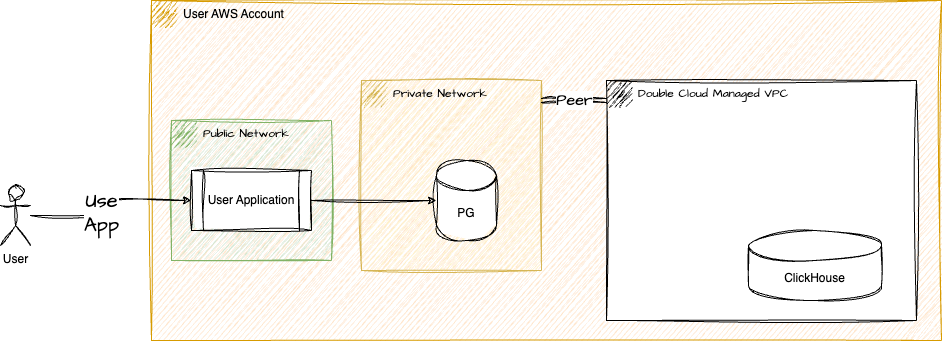 User AWS Account
Private Network
Peer
Double Cloud Managed VPC
Public Network
Use
App
User Application
PG
User
ClickHouse